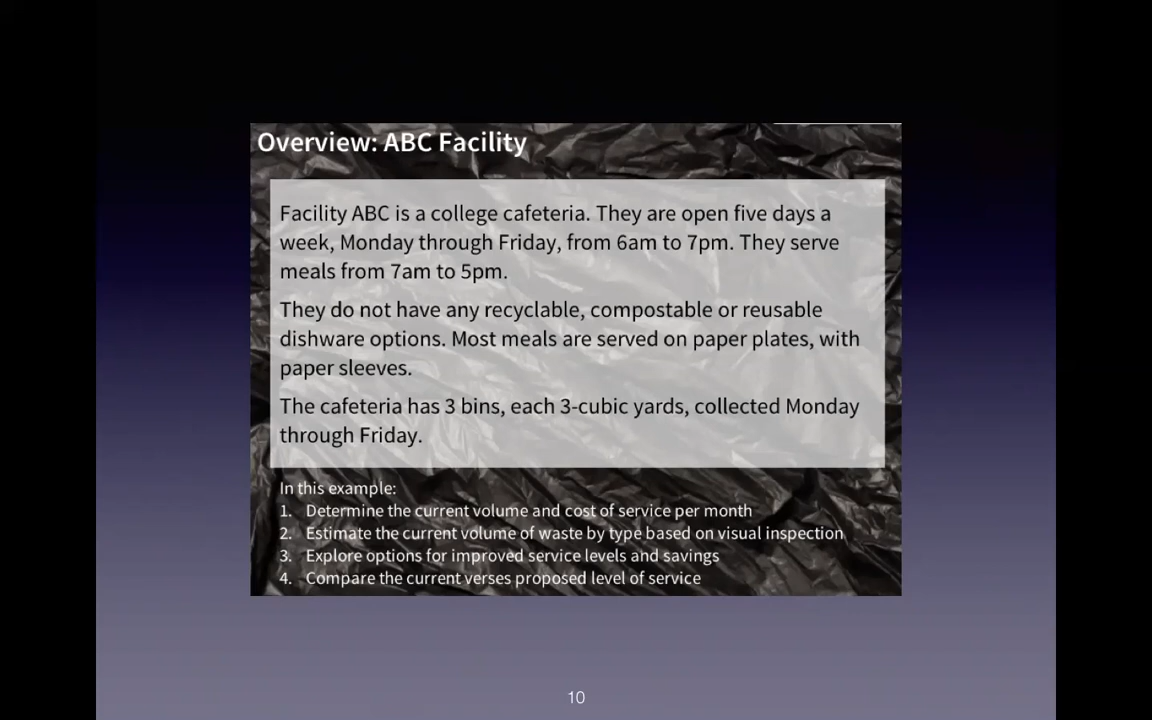 Overview: ABC Facility
Facility ABC is a college cafeteria. They are open five days a
week, Monday through Friday, from 6am to 7pm. They serve
meals from 7am to 5pm.
They do not have any recyclable, compostable or reusable
dishware options. Most meals are served on paper plates, with
paper sleeves.
The cafeteria has 3 bins, each 3-cubic yards, collected Monday
through Friday.
In this example:
1. Determine the current volume and cost of service per month
2. Estimate the current volume of waste by type based on visual inspection
3. Explore options for improved service levels and savings
4. Compare the current verses proposed level of service
10